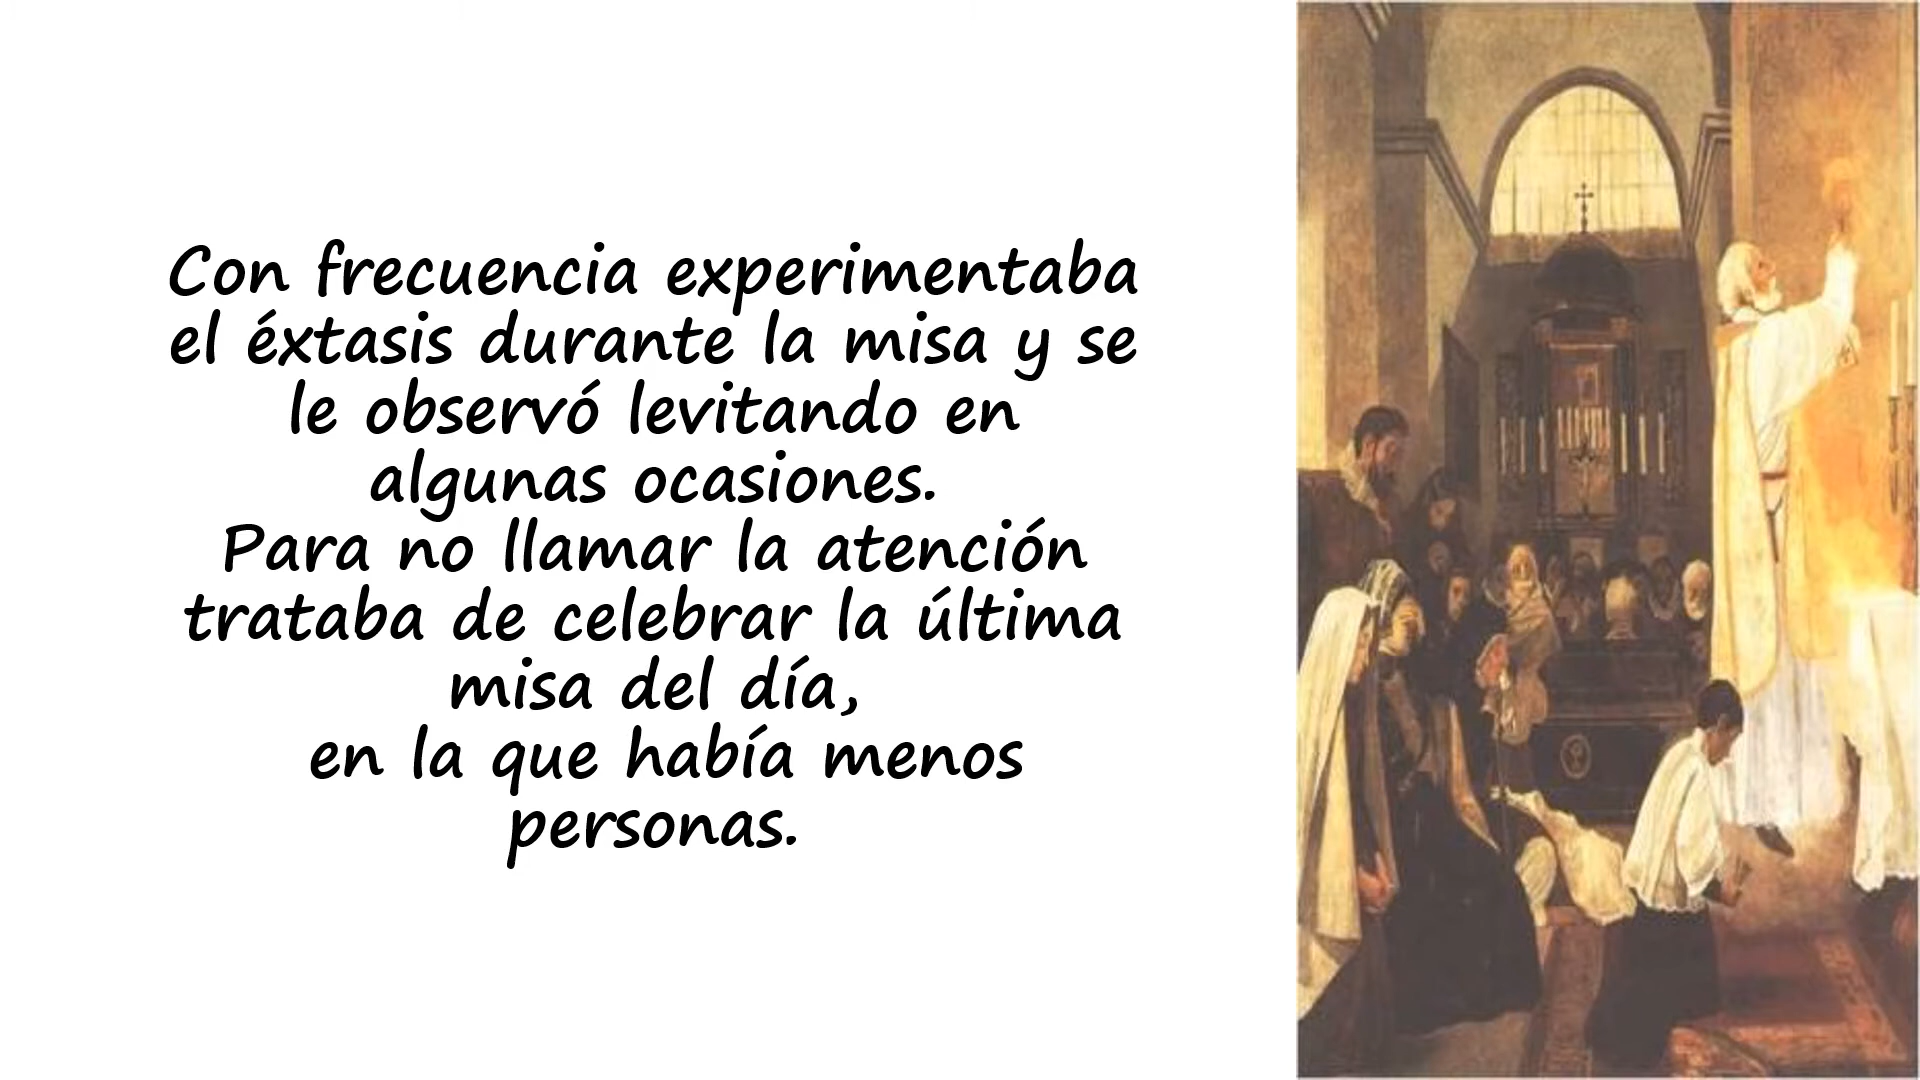 Con frecuencia experimentaba
el éxtasis durante la misa y se
le observó levitando en
algunas ocasiones.
Para no llamar la atención
trataba de celebrar la última
misa del día,
en la que había menos
personas.